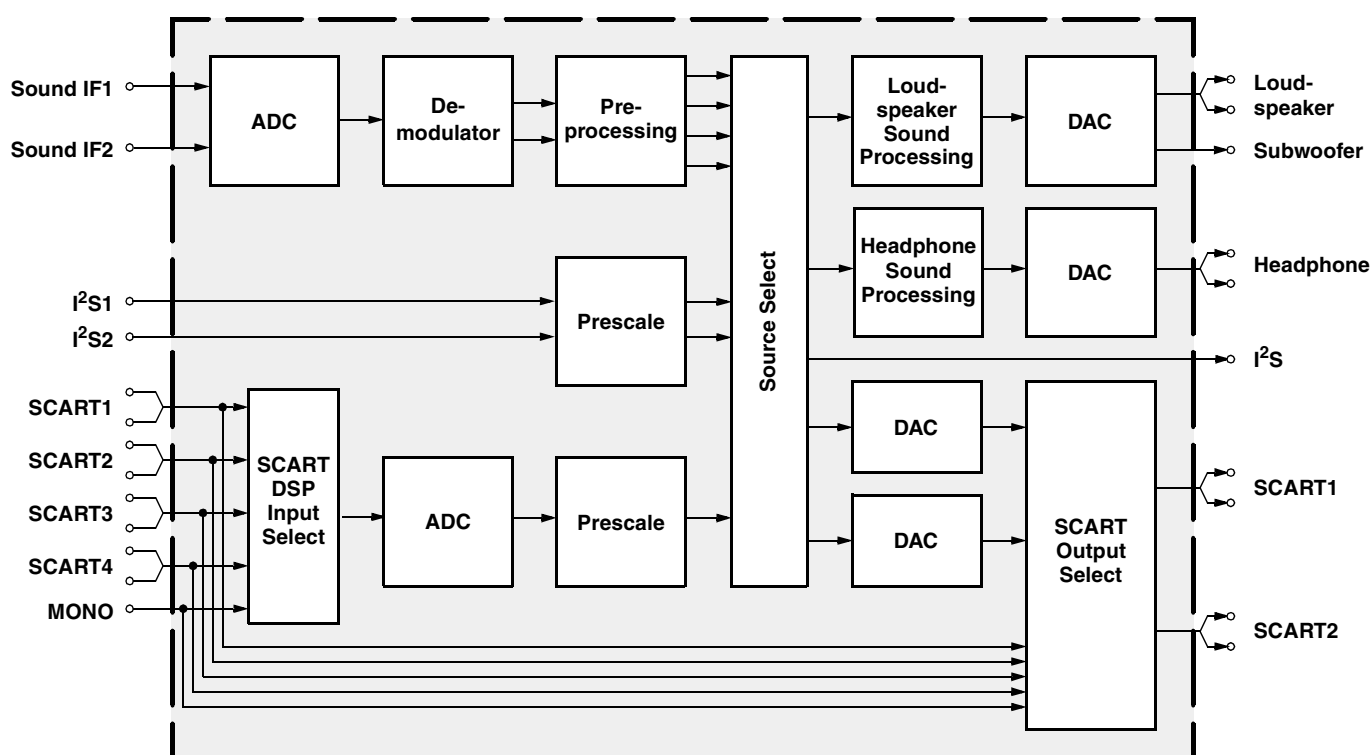 Sound IF1
Sound IF2
ADC
De-
modulator
Pre-
processing
Loud-
speaker
Sound
Processing
DAC
Loud-
speaker
Subwoofer
Headphone
Sound
Processing
DAC
Headphone
I²S1
I²S2
Prescale
Source Select
I²S
SCART1
SCART2
SCART3
SCART4
MONO
SCART
DSP
Input
Select
ADC
Prescale
DAC
DAC
SCART
Output
Select
SCART1
SCART2